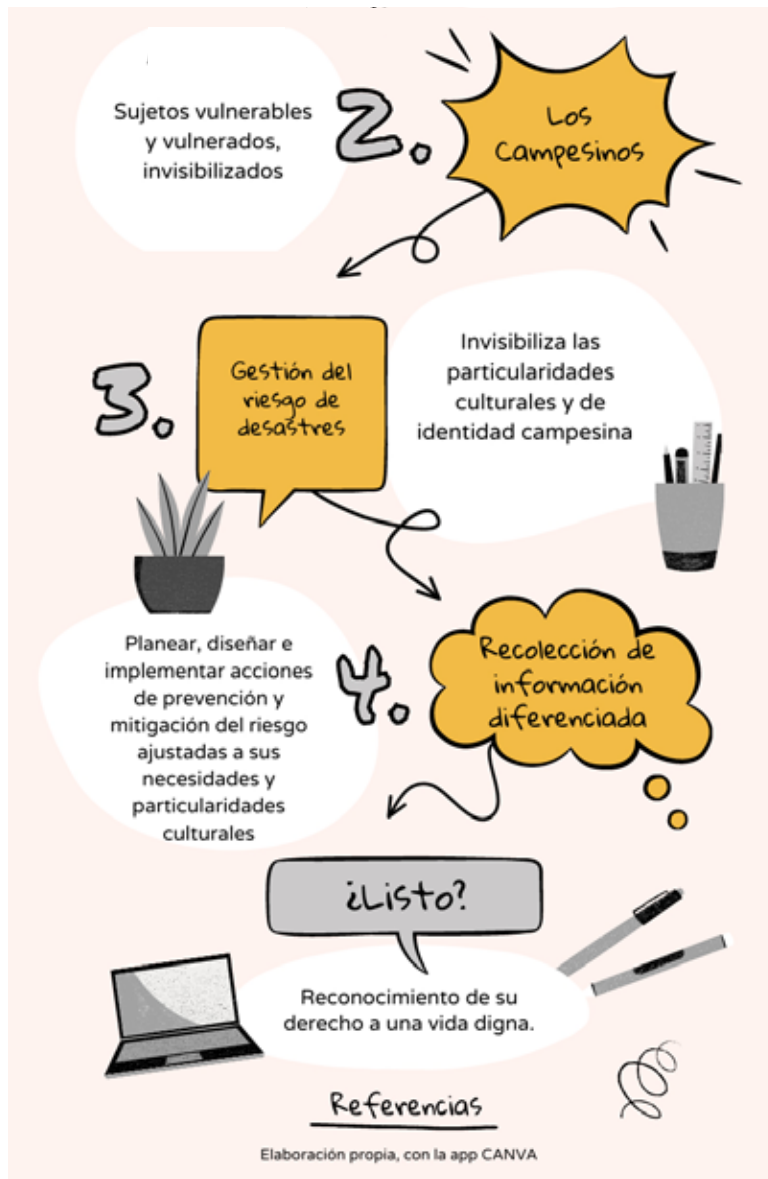 2.
Los
Campesinos
Sujetos vulnerables
y vulnerados,
invisibilizados
3.
Gestión del
riesgo de
desastres
Invisibiliza las
particularidades
culturales y de
identidad campesina
4.
Recolección de
información
diferenciada
Planear, diseñar e
implementar acciones
de prevención y
mitigación del riesgo
ajustadas a sus
necesidades y
particularidades
culturales
¿Listo?
Reconocimiento de su
derecho a una vida digna.
Referencias
Elaboración propia, con la app CANVA